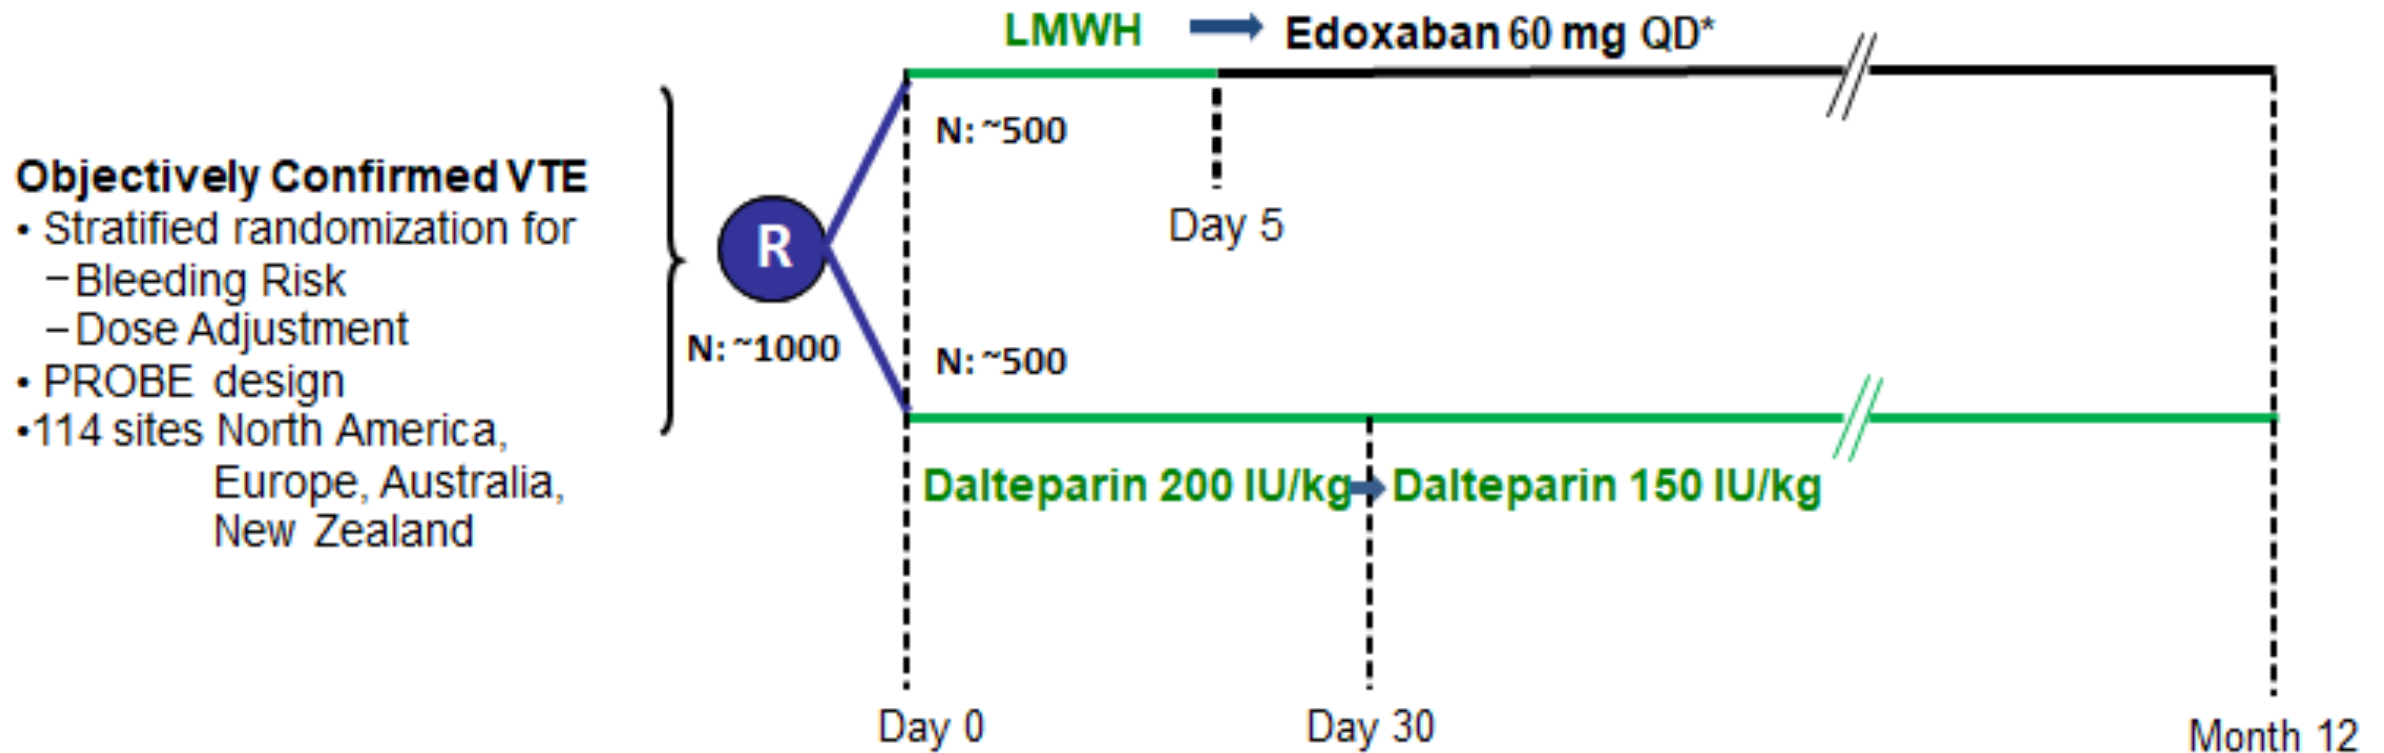 LMWH
Edoxaban 60 mg QD*
Objectively Confirmed VTE
• Stratified randomization for
–Bleeding Risk
–Dose Adjustment
• PROBE design
•114 sites North America,
Europe, Australia,
New Zealand
R
N: ~1000
N: ~500
Day 5
N: ~500
Dalteparin 200 IU/kg
Dalteparin 150 IU/kg
Day 0
Day 30
Month 12